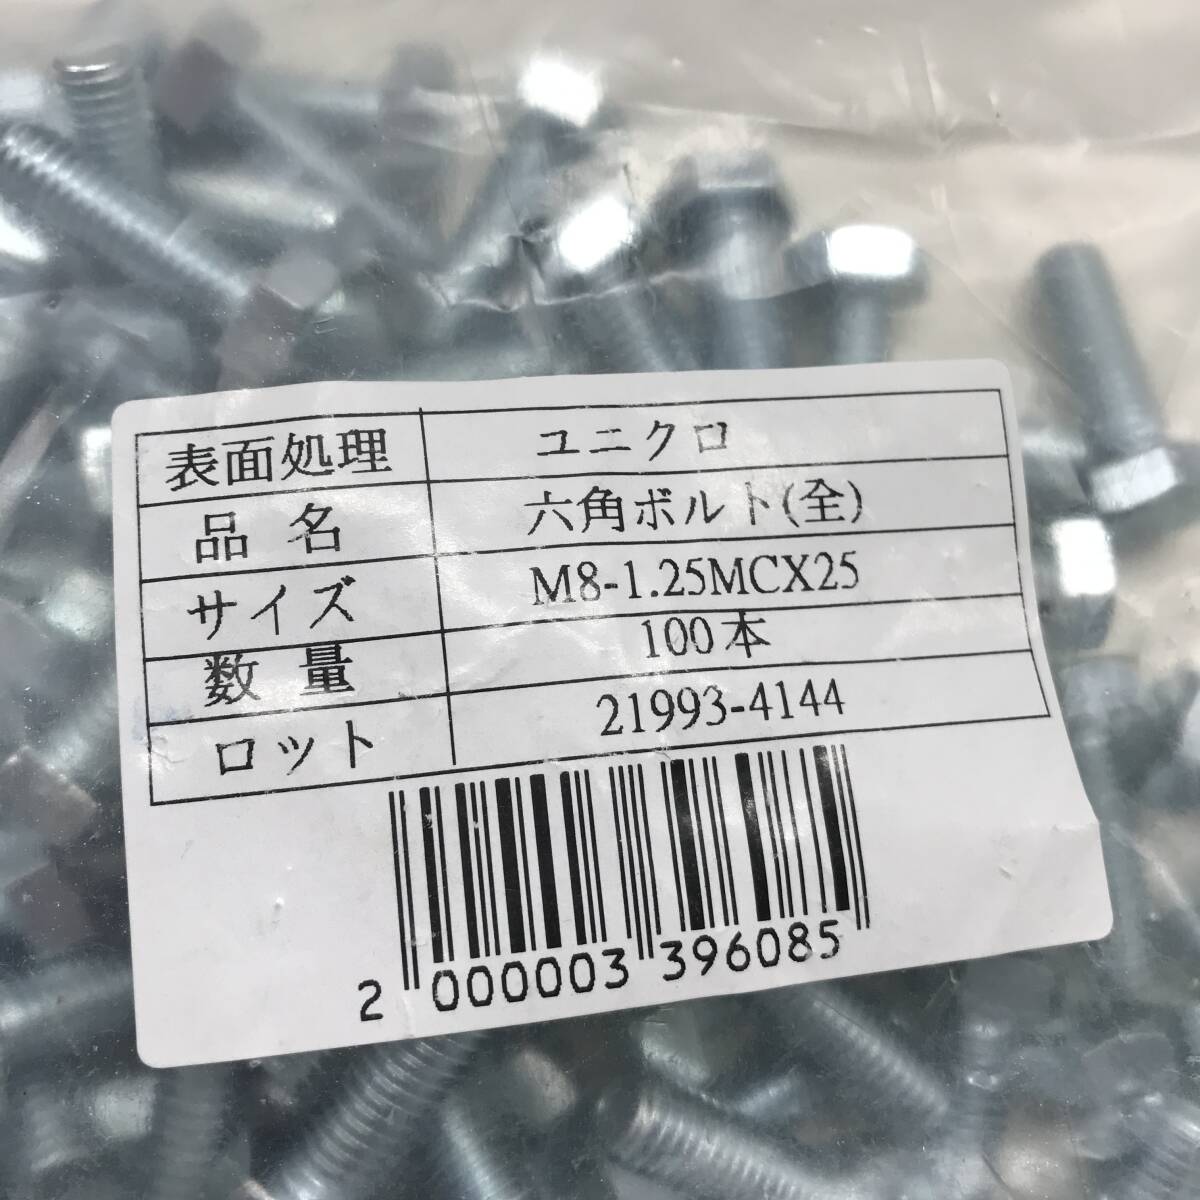 表面処理 ユニクロ
品名 六角ボルト(全)
サイズ M8-1.25MCX25
数量 100本
ロット 21993-4144
2 000003 396085